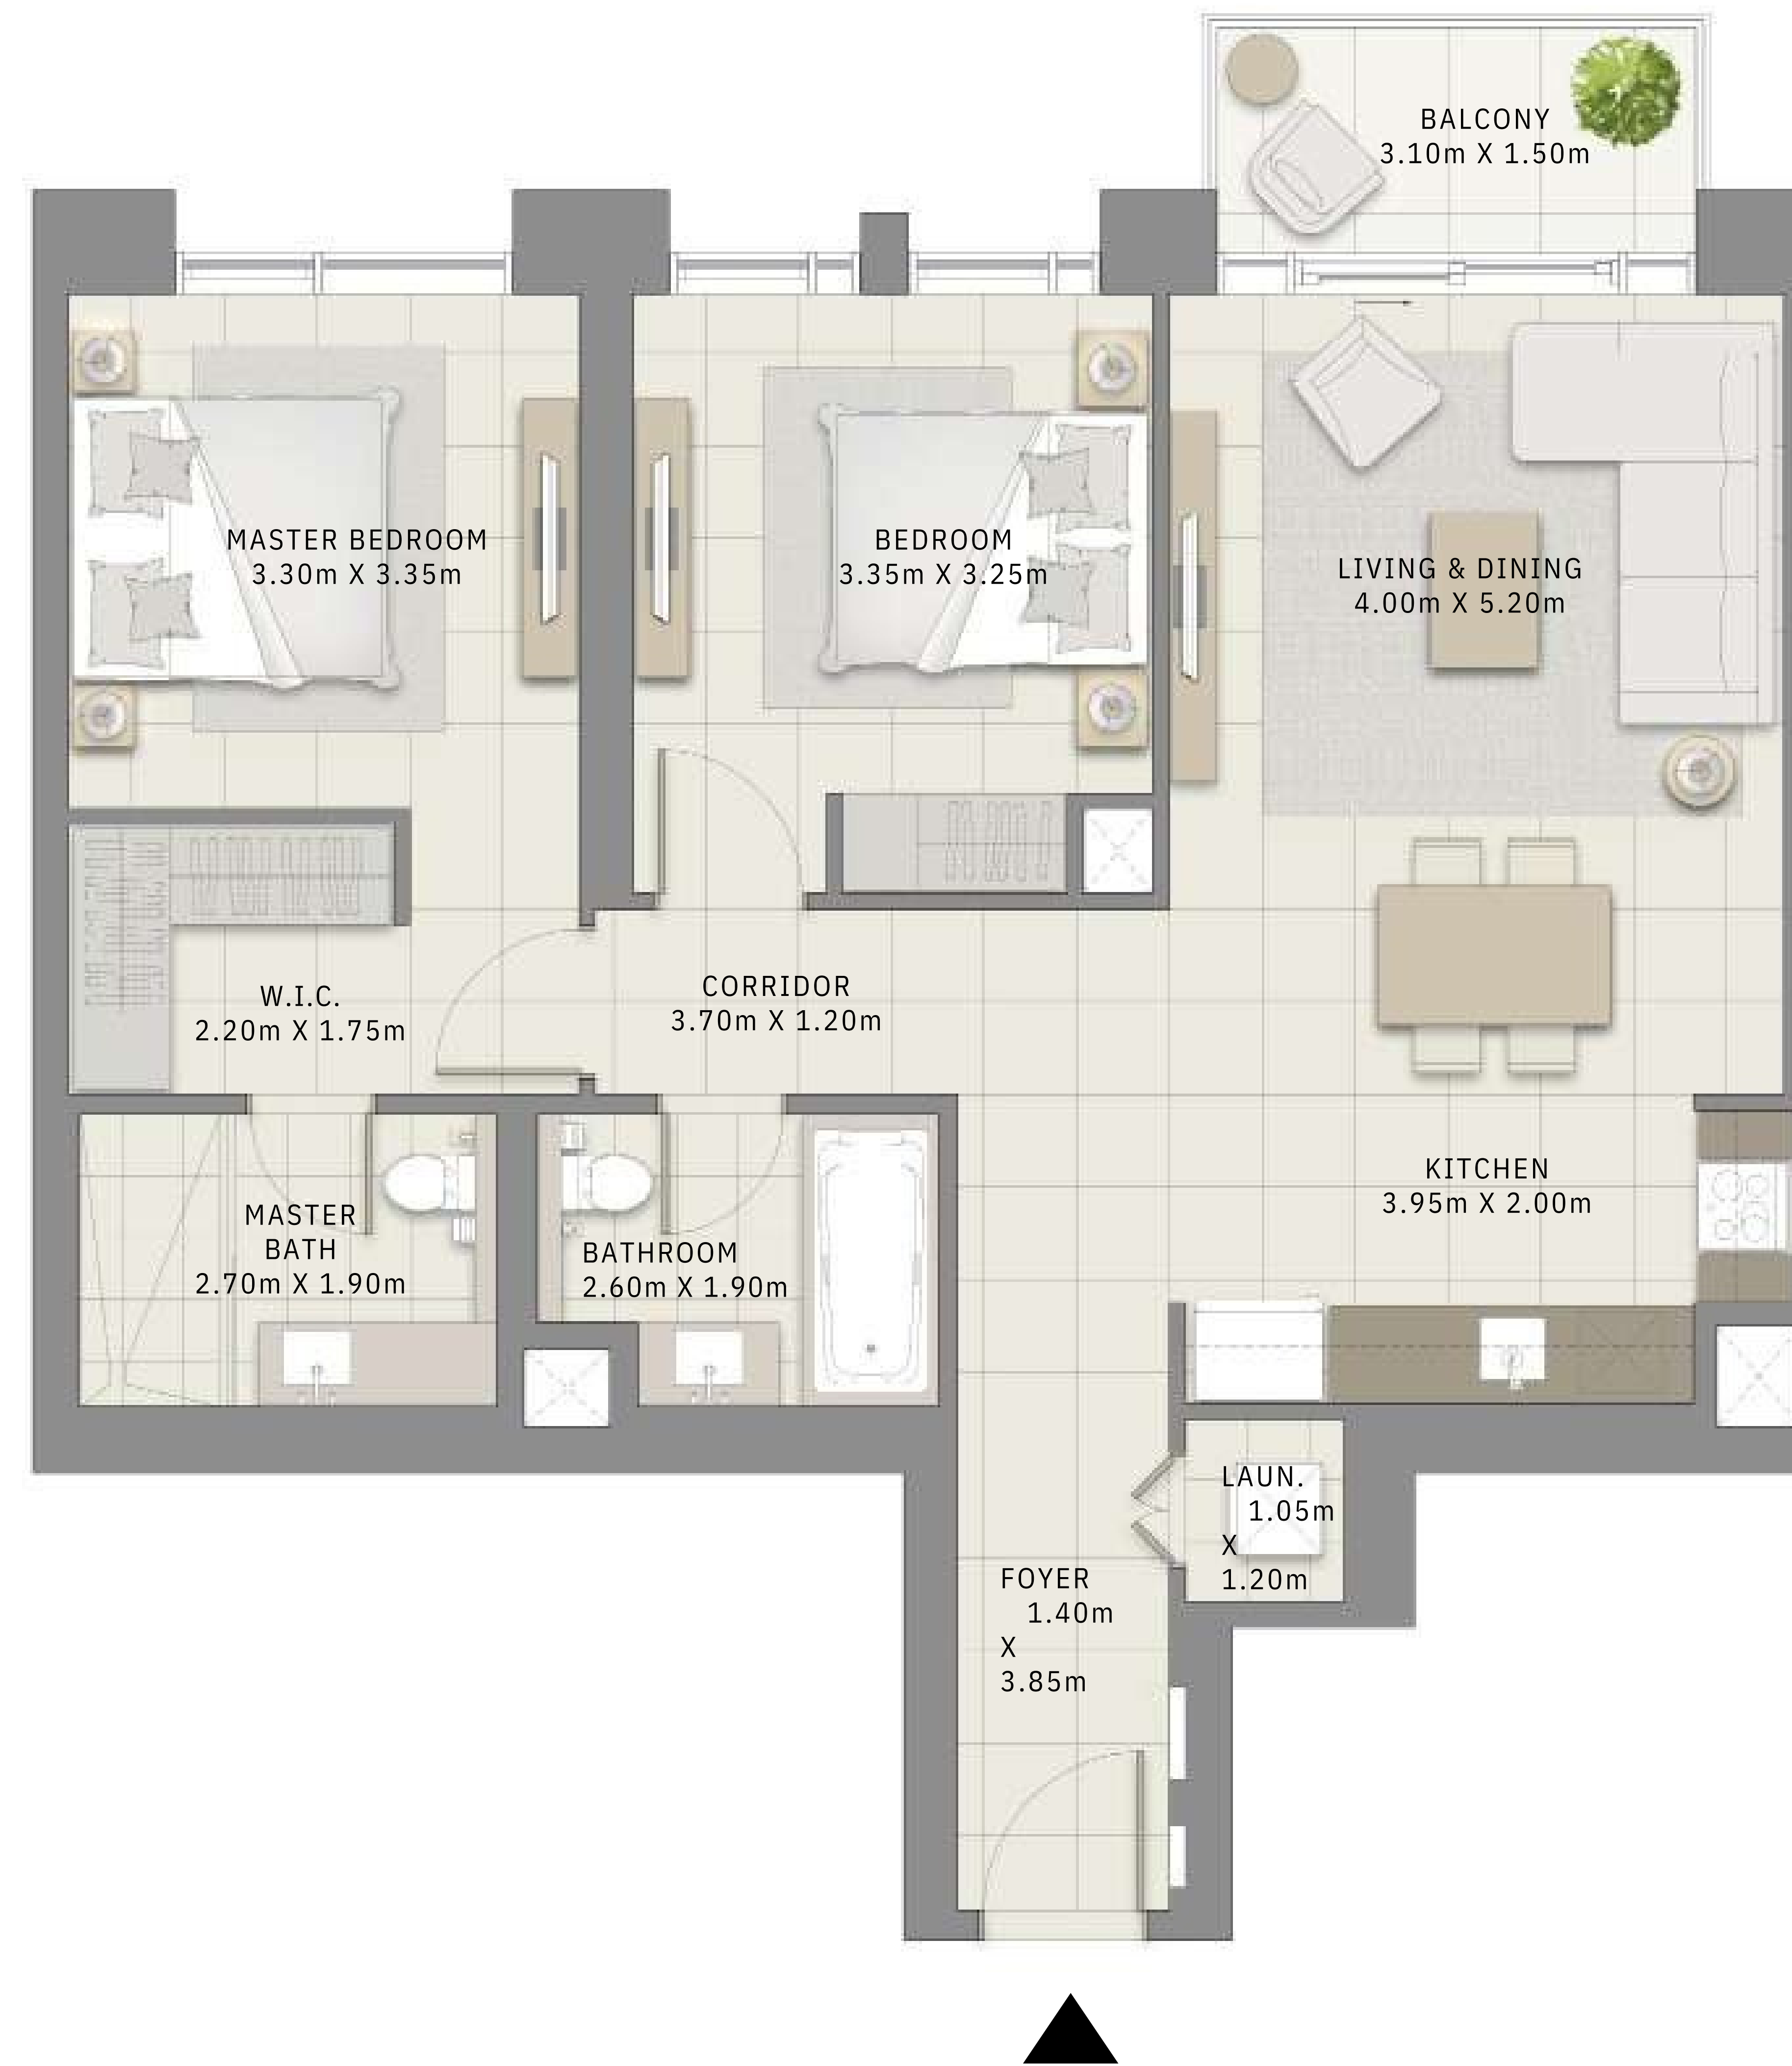 BALCONY
3.10m X 1.50m
MASTER BEDROOM
3.30m X 3.35m
BEDROOM
3.35m X 3.25m
LIVING & DINING
4.00m X 5.20m
W.I.C.
2.20m X 1.75m
CORRIDOR
3.70m X 1.20m
KITCHEN
3.95m X 2.00m
MASTER
BATH
2.70m X 1.90m
BATHROOM
2.60m X 1.90m
LAUN.
1.05m
X
1.20m
FOYER
1.40m
X
3.85m